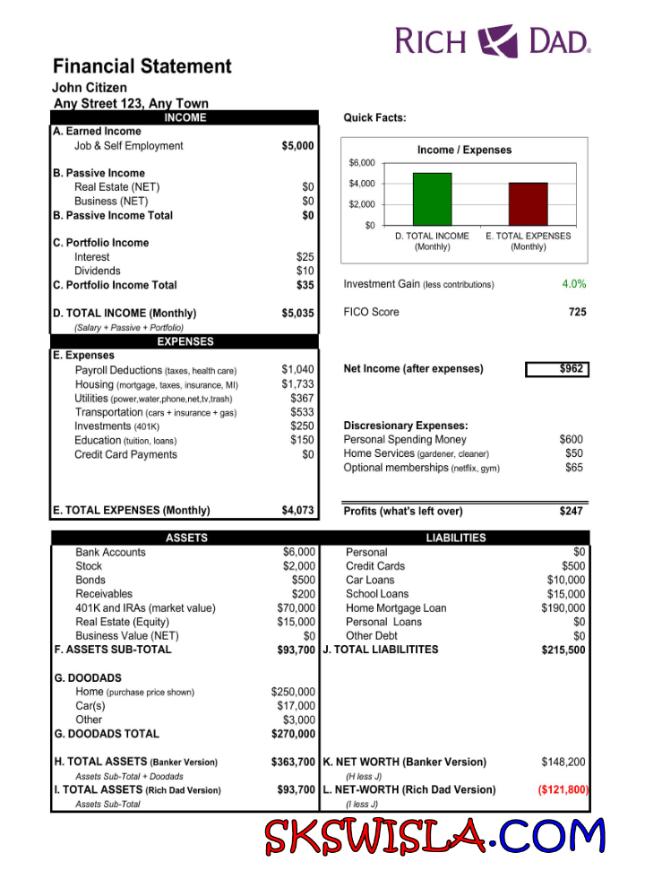 RICH DAD.
Financial Statement
John Citizen
Any Street 123, Any Town
INCOME
A. Earned Income
Job & Self Employment $5,000
B. Passive Income
Real Estate (NET) $0
Business (NET) $0
B. Passive Income Total $0
C. Portfolio Income
Interest $25
Dividends $10
C. Portfolio Income Total $35
D. TOTAL INCOME (Monthly) $5,035
(Salary + Passive + Portfolio)
EXPENSES
E. Expenses
Payroll Deductions (taxes, health care) $1,040
Housing (mortgage, taxes, insurance, MI) $1,733
Utilities (power,water,phone,net,tv,trash) $367
Transportation (cars + insurance + gas) $533
Investments (401K) $250
Education (tuition, loans) $150
Credit Card Payments $0
E. TOTAL EXPENSES (Monthly) $4,073
Quick Facts:
Income / Expenses
$6,000
$4,000
$2,000
$0
D. TOTAL INCOME E. TOTAL EXPENSES
(Monthly) (Monthly)
Investment Gain (less contributions) 4.0%
FICO Score 725
Net Income (after expenses) $962
Discresionary Expenses:
Personal Spending Money $600
Home Services (gardener, cleaner) $50
Optional memberships (netflix, gym) $65
Profits (what's left over) $247
ASSETS
Bank Accounts $6,000
Stock $2,000
Bonds $500
Receivables $200
401K and IRAs (market value) $70,000
Real Estate (Equity) $15,000
Business Value (NET) $0
F. ASSETS SUB-TOTAL $93,700
G. DOODADS
Home (purchase price shown) $250,000
Car(s) $17,000
Other $3,000
G. DOODADS TOTAL $270,000
H. TOTAL ASSETS (Banker Version) $363,700
Assets Sub-Total + Doodads
I. TOTAL ASSETS (Rich Dad Version) $93,700
Assets Sub-Total
LIABILITIES
Personal $0
Credit Cards $500
Car Loans $10,000
School Loans $15,000
Home Mortgage Loan $190,000
Personal Loans $0
Other Debt $0
J. TOTAL LIABILITITES $215,500
K. NET WORTH (Banker Version) $148,200
(H less J)
L. NET-WORTH (Rich Dad Version) ($121,800)
(I less J)
SKSWISLA.COM